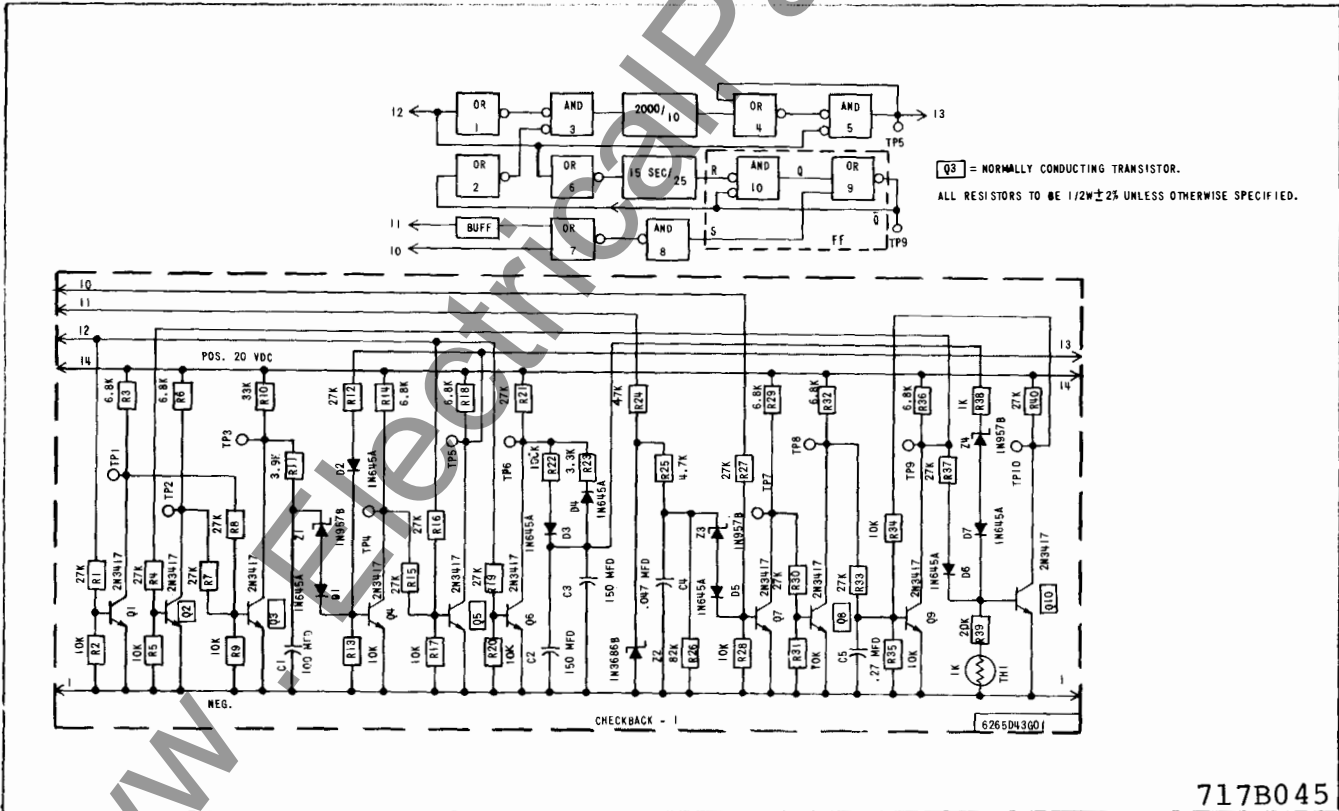 12
OR
1
AND
3
2000/10
OR
4
AND
5
13
TP5
OR
2
OR
6
15 SEC/25
R
AND
10
Q
OR
9
Q̅
TP9
FF
11
BUFF
10
OR
7
AND
8
S
Q3 = NORMALLY CONDUCTING TRANSISTOR.
ALL RESISTORS TO BE 1/2W±2% UNLESS OTHERWISE SPECIFIED.
10
11
12
13
14
POS. 20 VDC
14
6.8K
R3
6.8K
R6
33K
R10
27K
R12
R14
6.8K
6.8K
R18
27K
R21
47K
R24
6.8K
R29
6.8K
R32
6.8K
R36
1K
R38
27K
R40
TP1
TP2
TP3
3.9K
R11
D2
1N645A
TP4
TP5
TP6
R22
3.3K
R23
D4
1N645A
R25
4.7K
27K
R27
TP7
TP8
TP9
27K
R37
Z4
1N957B
TP10
27K
R8
27K
R7
Z1
1N957B
27K
R16
27K
R15
1N645A
D3
Z3
1N957B
10K
R34
D7
1N645A
27K
R1
2N3417
27K
R4
2N3417
2N3417
1N645A
D1
2N3417
2N3417
27K
R19
2N3417
C3
150 MFD
.047 MFD
C4
1N645A
D5
2N3417
27K
R30
2N3417
27K
R33
2N3417
1N645A
D6
2N3417
Q1
Q2
Q3
Q4
Q5
Q6
Q7
Q8
Q9
Q10
10K
R2
10K
R5
10K
R9
C1
R13
10K
10K
R17
R20
10K
C2
150 MFD
1N3686B
Z2
82K
R26
10K
R28
R31
10K
C5
.27 MFD
R35
10K
20K
R39
1K
TH1
1
NEG.
1
CHECKBACK - 1
6265D43G01
717B045
www.ElectricalPa